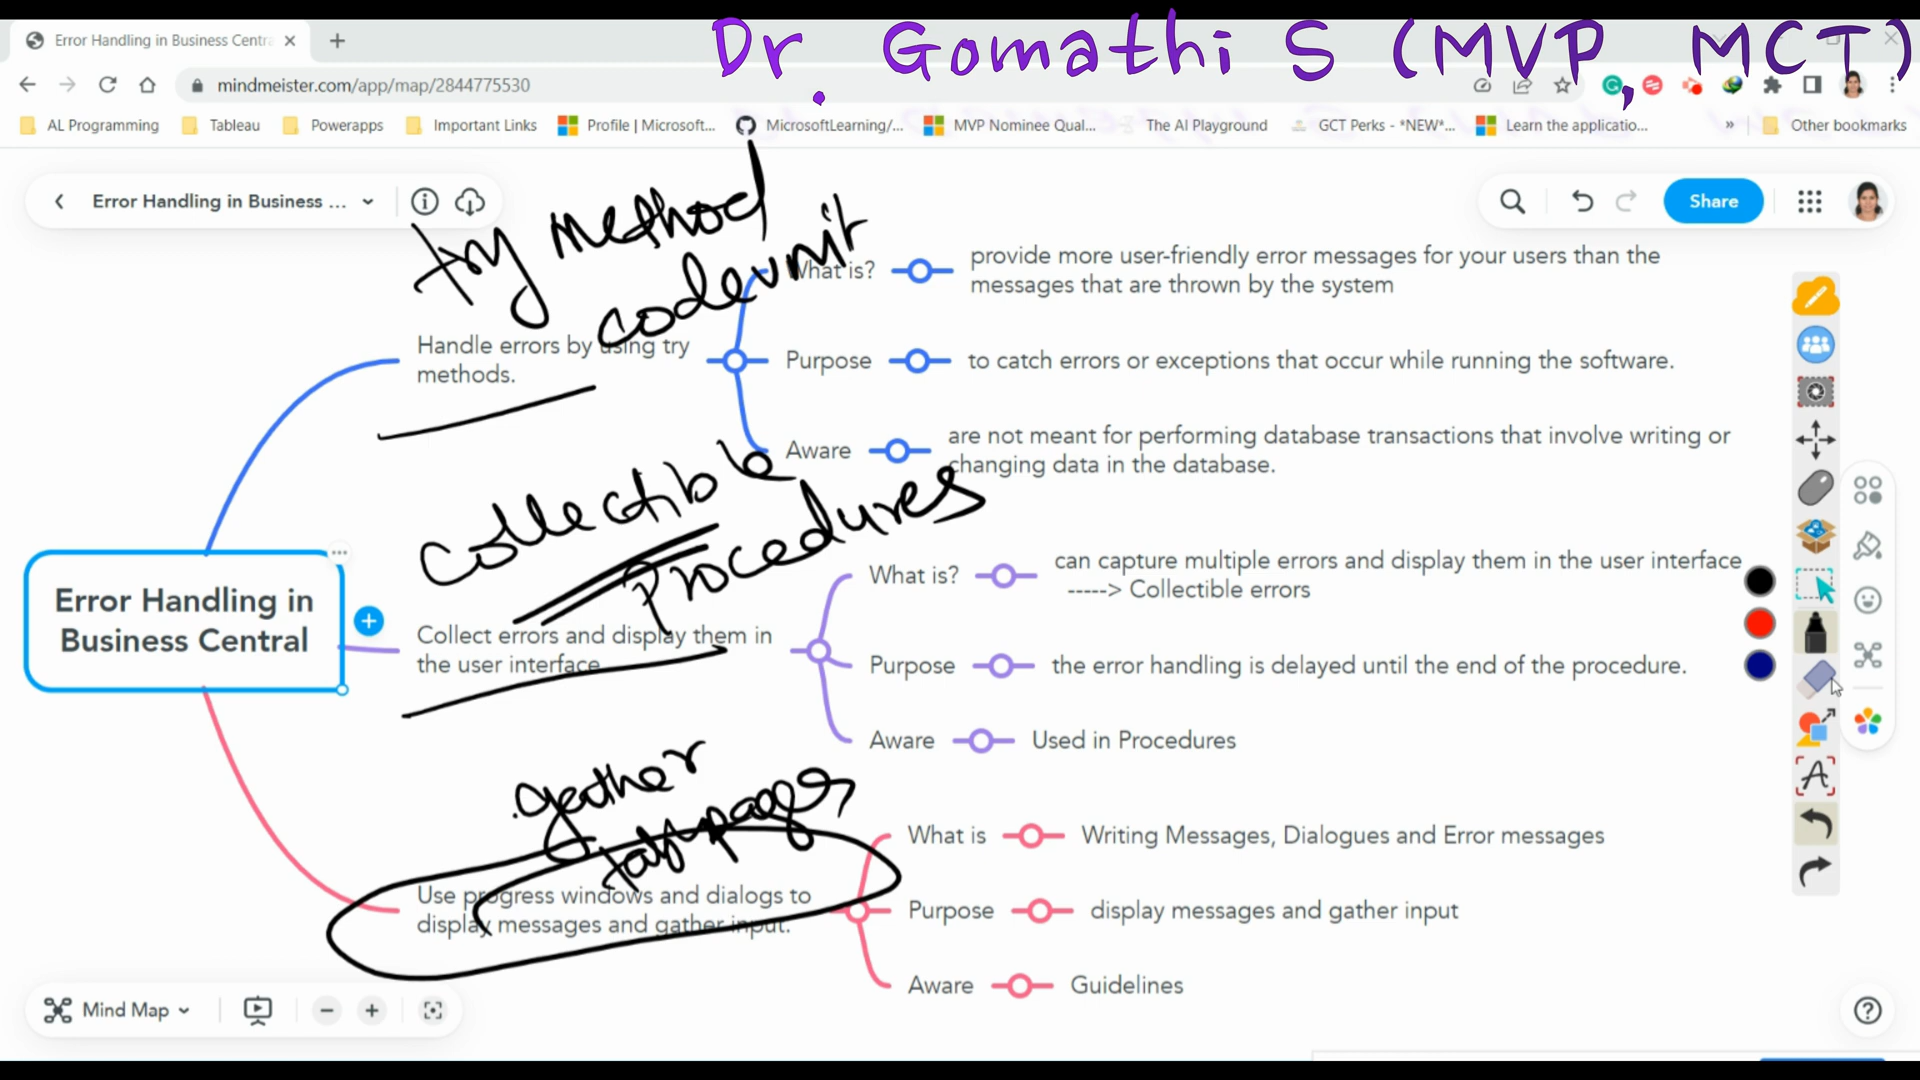 Dr. Gomathi S (MVP, MCT)
Error Handling in Business Centra
mindmeister.com/app/map/2844775530
AL Programming
Tableau
Powerapps
Important Links
Profile | Microsoft...
MicrosoftLearning/...
MVP Nominee Qual...
The AI Playground
GCT Perks - *NEW*...
Learn the applicatio...
»
Other bookmarks
Error Handling in Business ...
Share
try method
codeunit
Handle errors by using try
methods.
What is?
provide more user-friendly error messages for your users than the
messages that are thrown by the system
Purpose
to catch errors or exceptions that occur while running the software.
Aware
are not meant for performing database transactions that involve writing or
changing data in the database.
Collectible
Procedures
Error Handling in
Business Central
Collect errors and display them in
the user interface
What is?
can capture multiple errors and display them in the user interface
-----> Collectible errors
Purpose
the error handling is delayed until the end of the procedure.
Aware
Used in Procedures
gather
pages
Use progress windows and dialogs to
display messages and gather input.
What is
Writing Messages, Dialogues and Error messages
Purpose
display messages and gather input
Aware
Guidelines
Mind Map